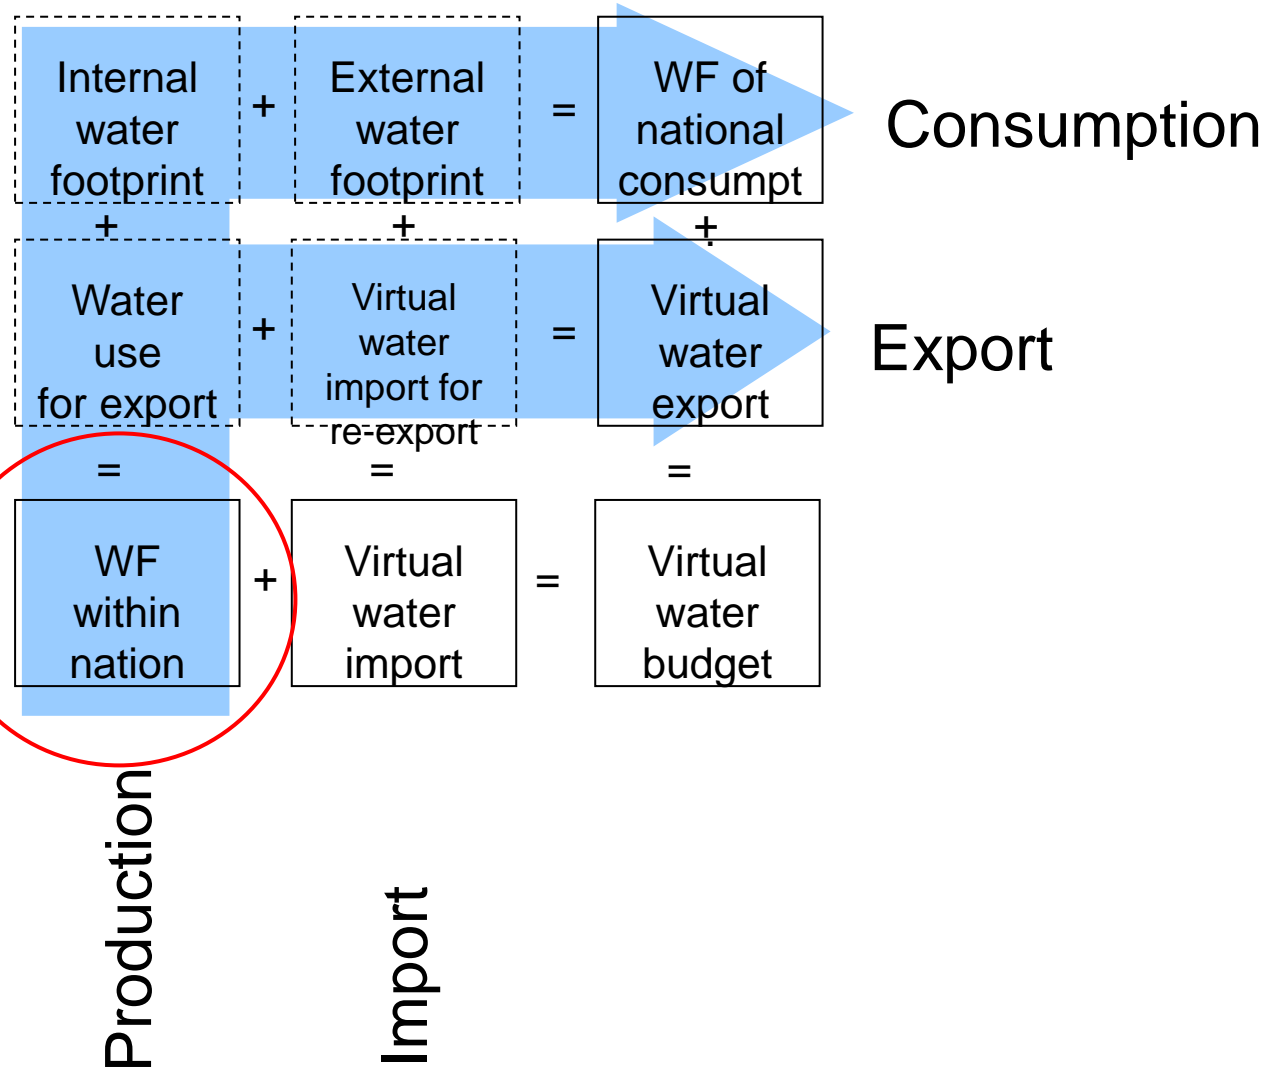 Internal
water
footprint
+
External
water
footprint
=
WF of
national
consumpt
.
Consumption
+
+
+
Water
use
for export
+
Virtual
water
import for
re-export
=
Virtual
water
export
Export
=
=
=
WF
within
nation
+
Virtual
water
import
=
Virtual
water
budget
Production
Import